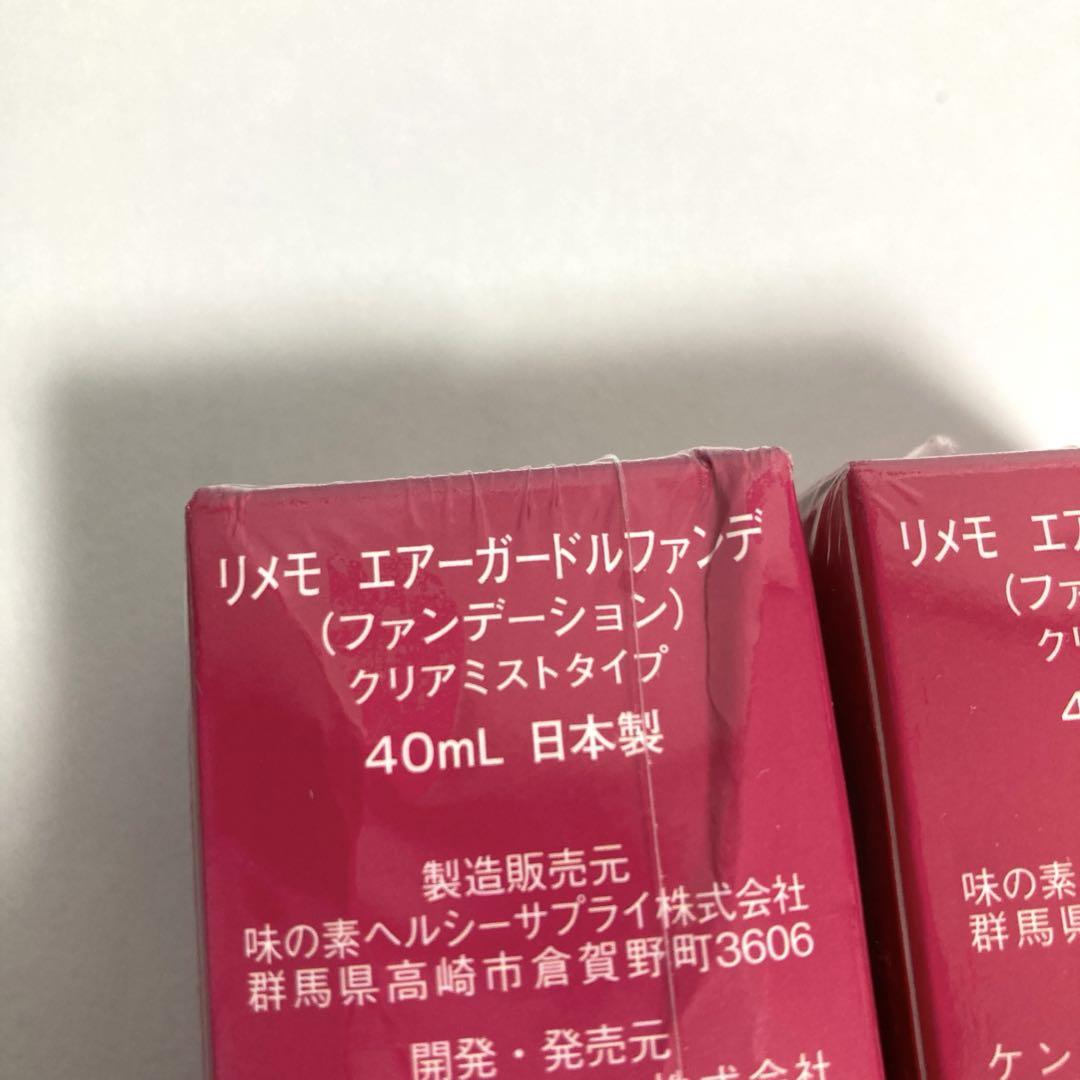 リメモ エアーガードルファンデ
(ファンデーション)
クリアミストタイプ
40mL 日本製
製造販売元
味の素ヘルシーサプライ株式会社
群馬県高崎市倉賀野町3606
開発・発売元
株式会社
リメモ エア
(ファ
クリ
4
味の素
群馬県
ケン